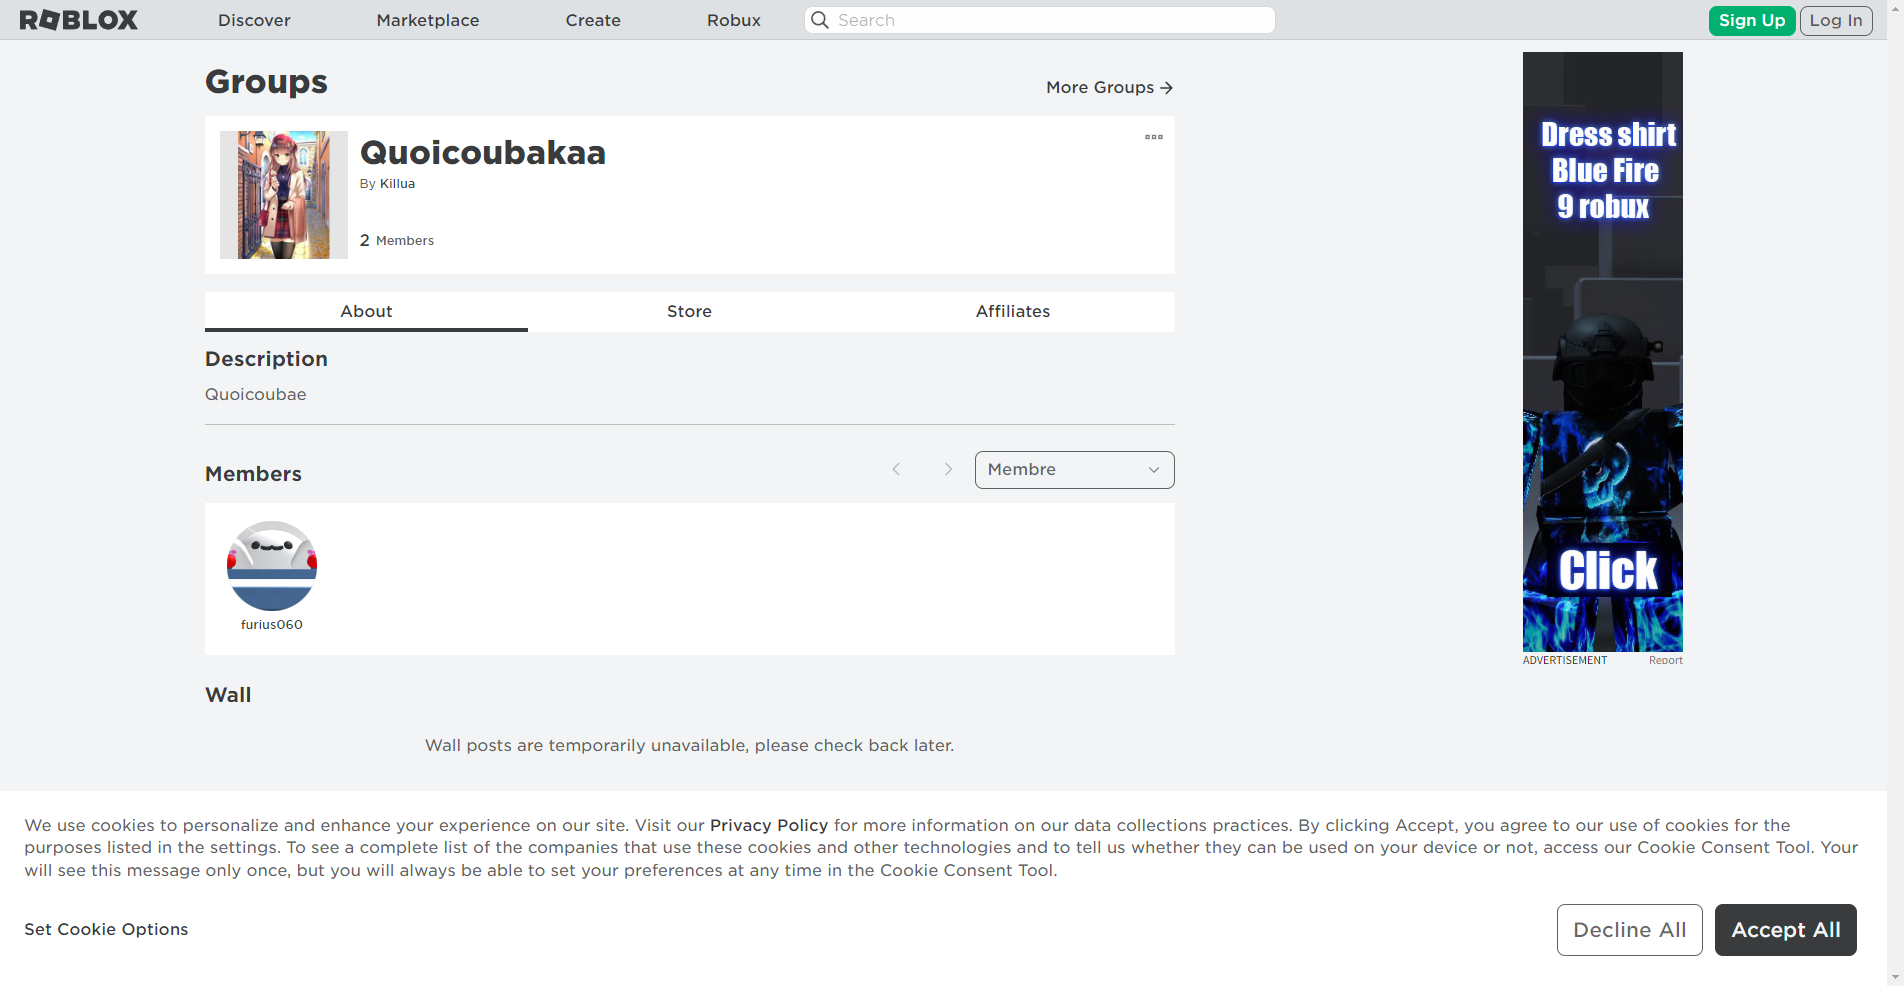 ROBLOX Discover Marketplace Create Robux Search Sign Up Log In
Groups
More Groups
Quoicoubakaa
By Killua
2 Members
About Store Affiliates
Description
Quoicoubae
Members
Membre
furius060
Wall
Wall posts are temporarily unavailable, please check back later.
Dress shirt
Blue Fire
9 robux
Click
ADVERTISEMENT Report
We use cookies to personalize and enhance your experience on our site. Visit our Privacy Policy for more information on our data collections practices. By clicking Accept, you agree to our use of cookies for the
purposes listed in the settings. To see a complete list of the companies that use these cookies and other technologies and to tell us whether they can be used on your device or not, access our Cookie Consent Tool. Your
will see this message only once, but you will always be able to set your preferences at any time in the Cookie Consent Tool.
Set Cookie Options
Decline All
Accept All